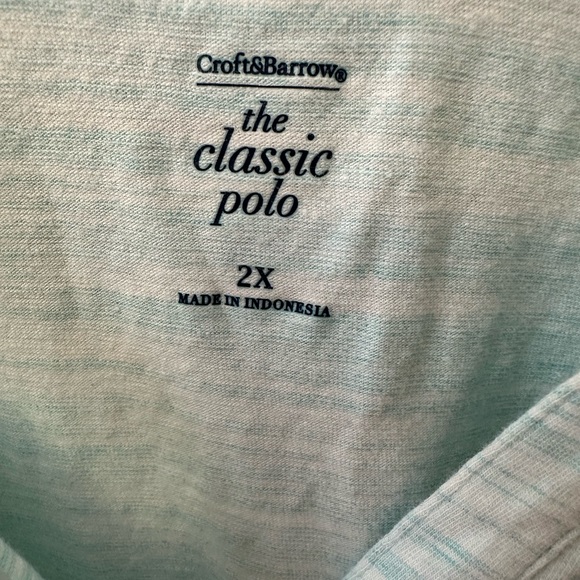 Croft&Barrow®
the
classic
polo
2X
MADE IN INDONESIA